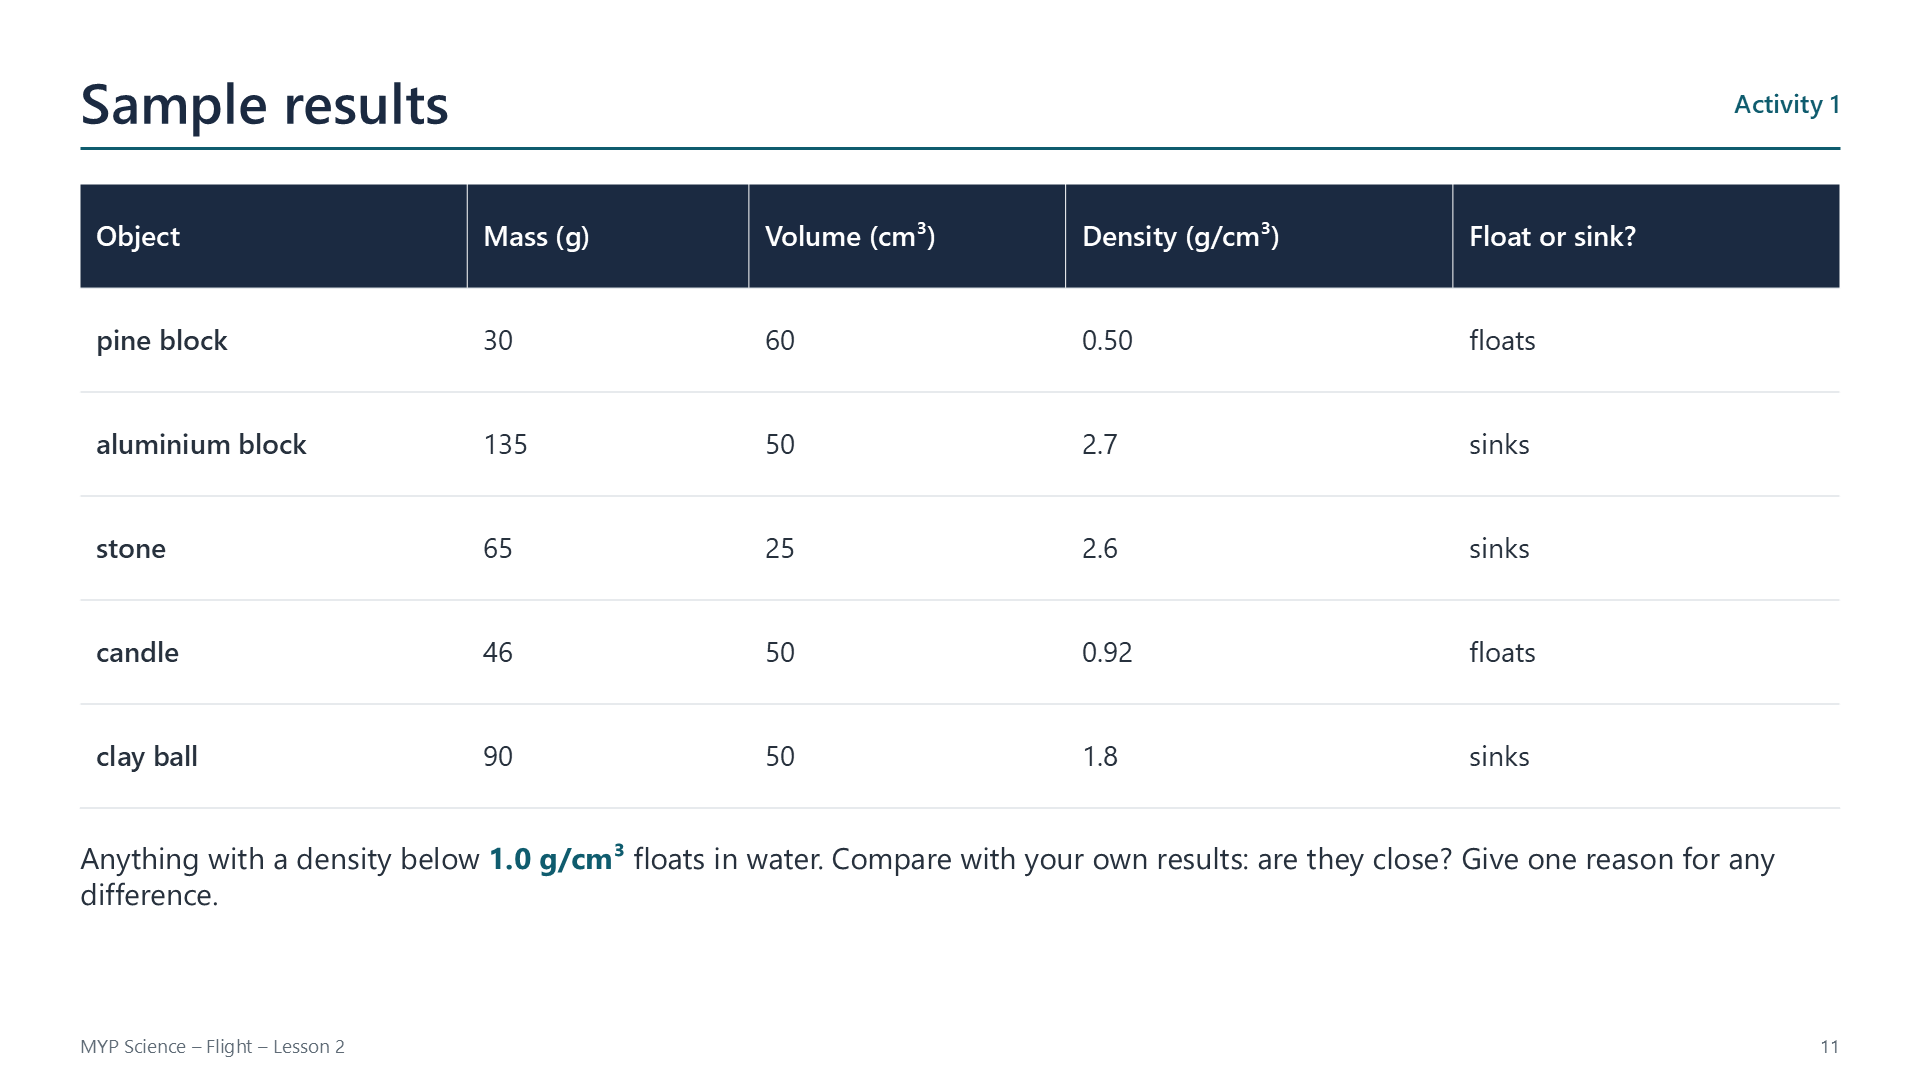 Sample results
Activity 1
Object Mass (g) Volume (cm³) Density (g/cm³) Float or sink?
pine block 30 60 0.50 floats
aluminium block 135 50 2.7 sinks
stone 65 25 2.6 sinks
candle 46 50 0.92 floats
clay ball 90 50 1.8 sinks
Anything with a density below 1.0 g/cm³ floats in water. Compare with your own results: are they close? Give one reason for any
difference.
MYP Science – Flight – Lesson 2
11